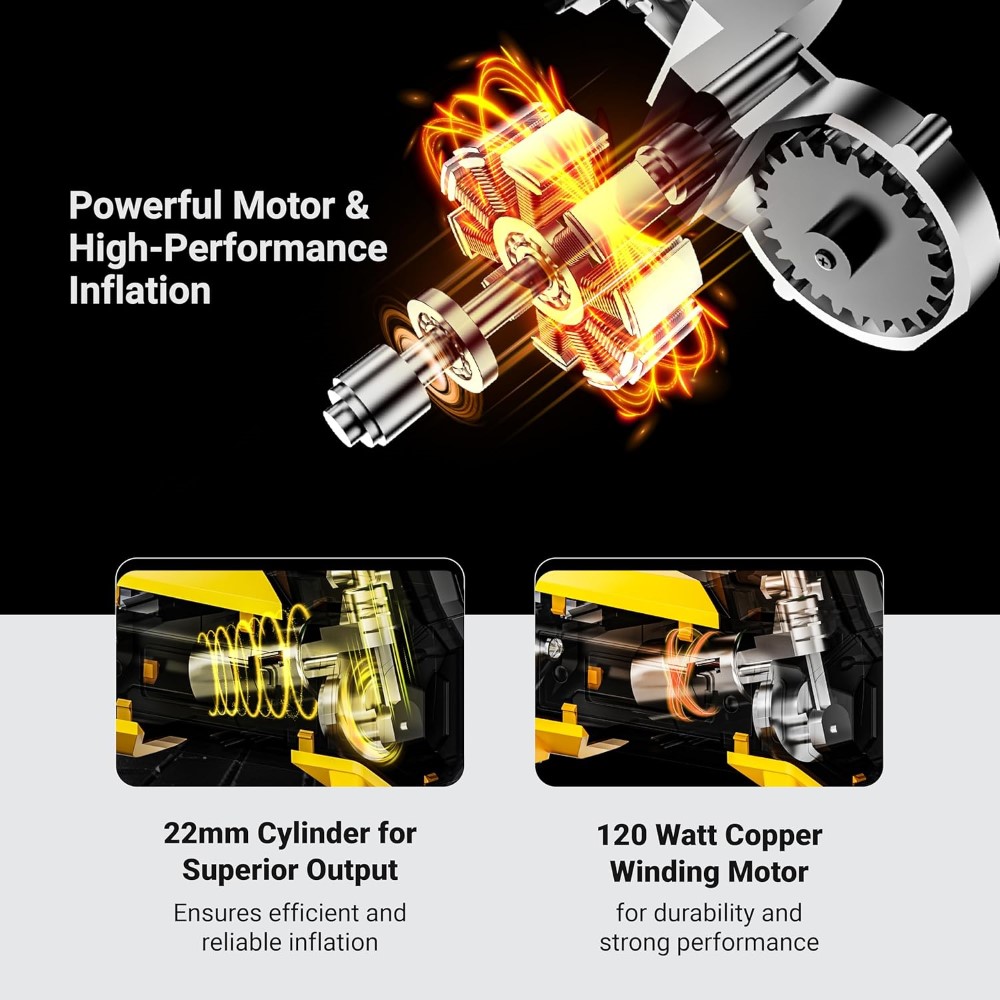 Powerful Motor &
High-Performance
Inflation
22mm Cylinder for
Superior Output
Ensures efficient and
reliable inflation
120 Watt Copper
Winding Motor
for durability and
strong performance